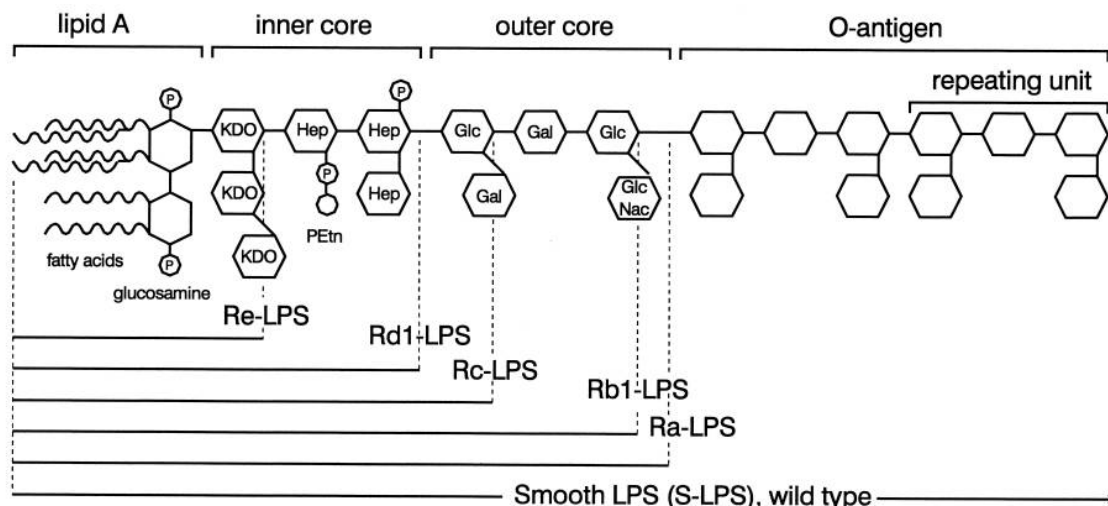 lipid A inner core outer core O-antigen
repeating unit
P P
KDO Hep Hep Glc Gal Glc
KDO P Hep Gal Glc
Nac
KDO PEtn
fatty acids P
glucosamine
Re-LPS
Rd1-LPS
Rc-LPS
Rb1-LPS
Ra-LPS
Smooth LPS (S-LPS), wild type